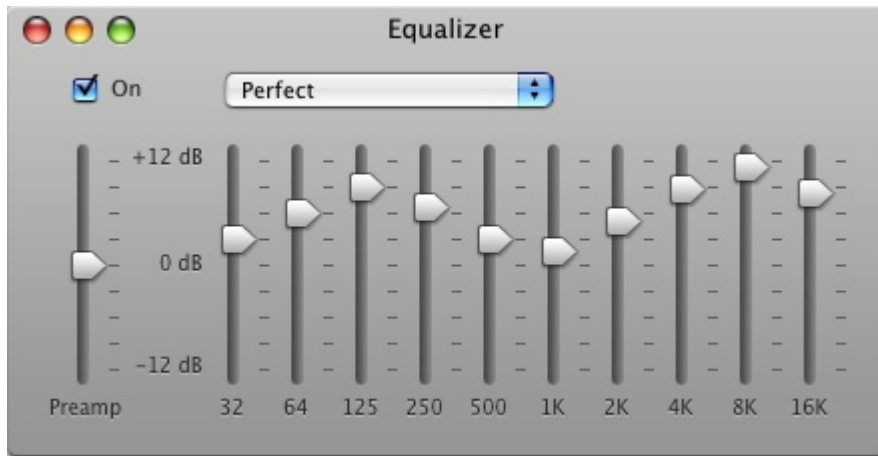 Equalizer
On Perfect
+12 dB
0 dB
-12 dB
Preamp 32 64 125 250 500 1K 2K 4K 8K 16K